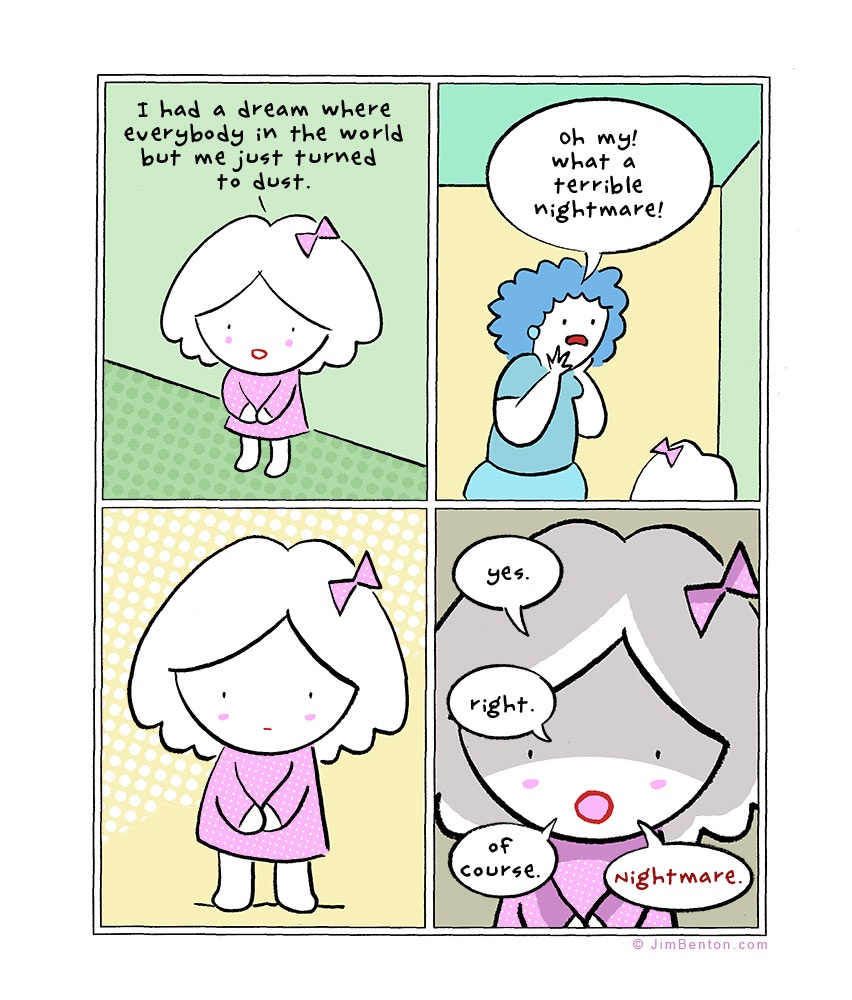 I had a dream where
everybody in the world
but me just turned
to dust.
oh my!
what a
terrible
nightmare!
yes.
right.
of
course.
Nightmare.
© JimBenton.com